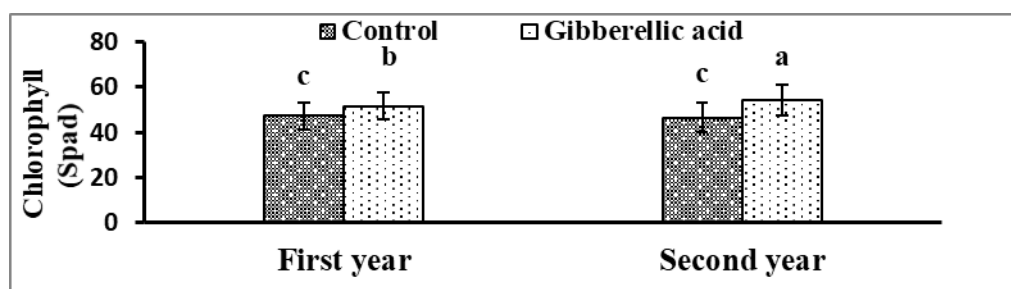 Control Gibberellic acid
Chlorophyll
(Spad)
80
60
40
20
0
c
b
c
a
First year
Second year